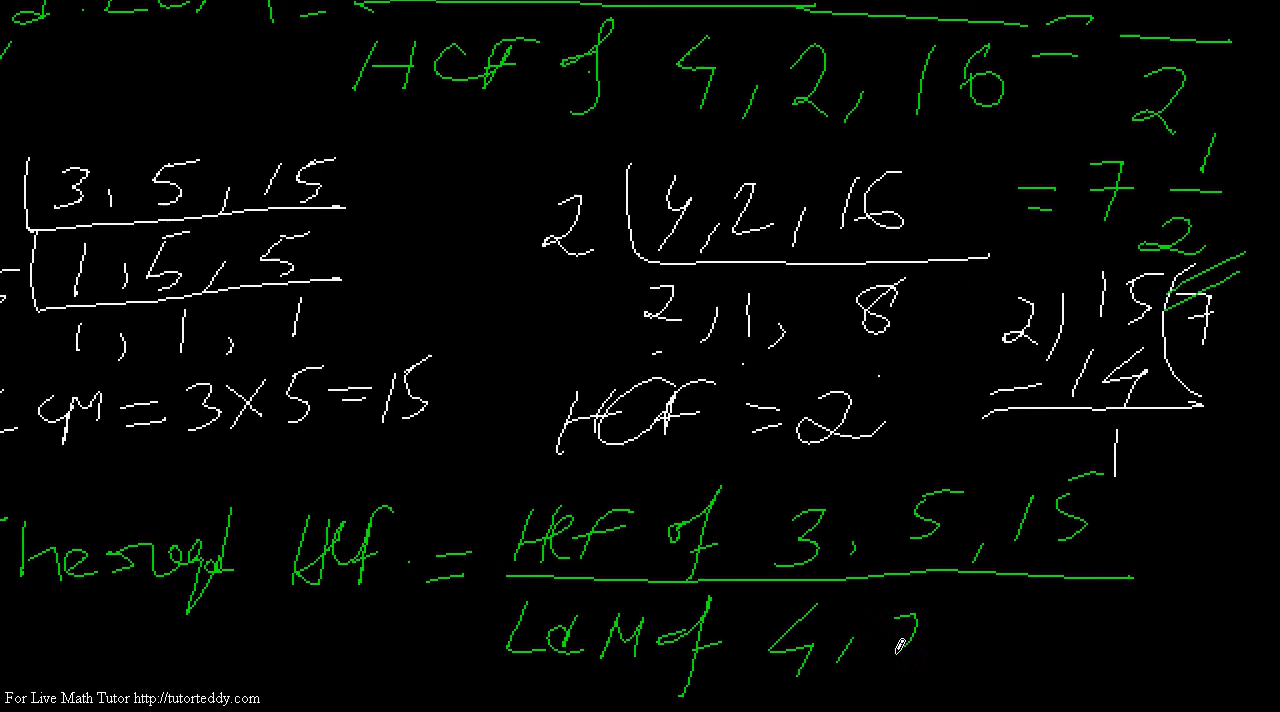 HCF of 4, 2, 16 = 2
3, 5, 15
2 4, 2, 16
= 7 1/2
1, 5, 5
2, 1, 8
2) 15 (7
1, 1, 1
= 14
LCM = 3 × 5 = 15
HCF = 2
1
HCF = HCF of 3, 5, 15
LCM of 4, 2
For Live Math Tutor http://tutorteddy.com